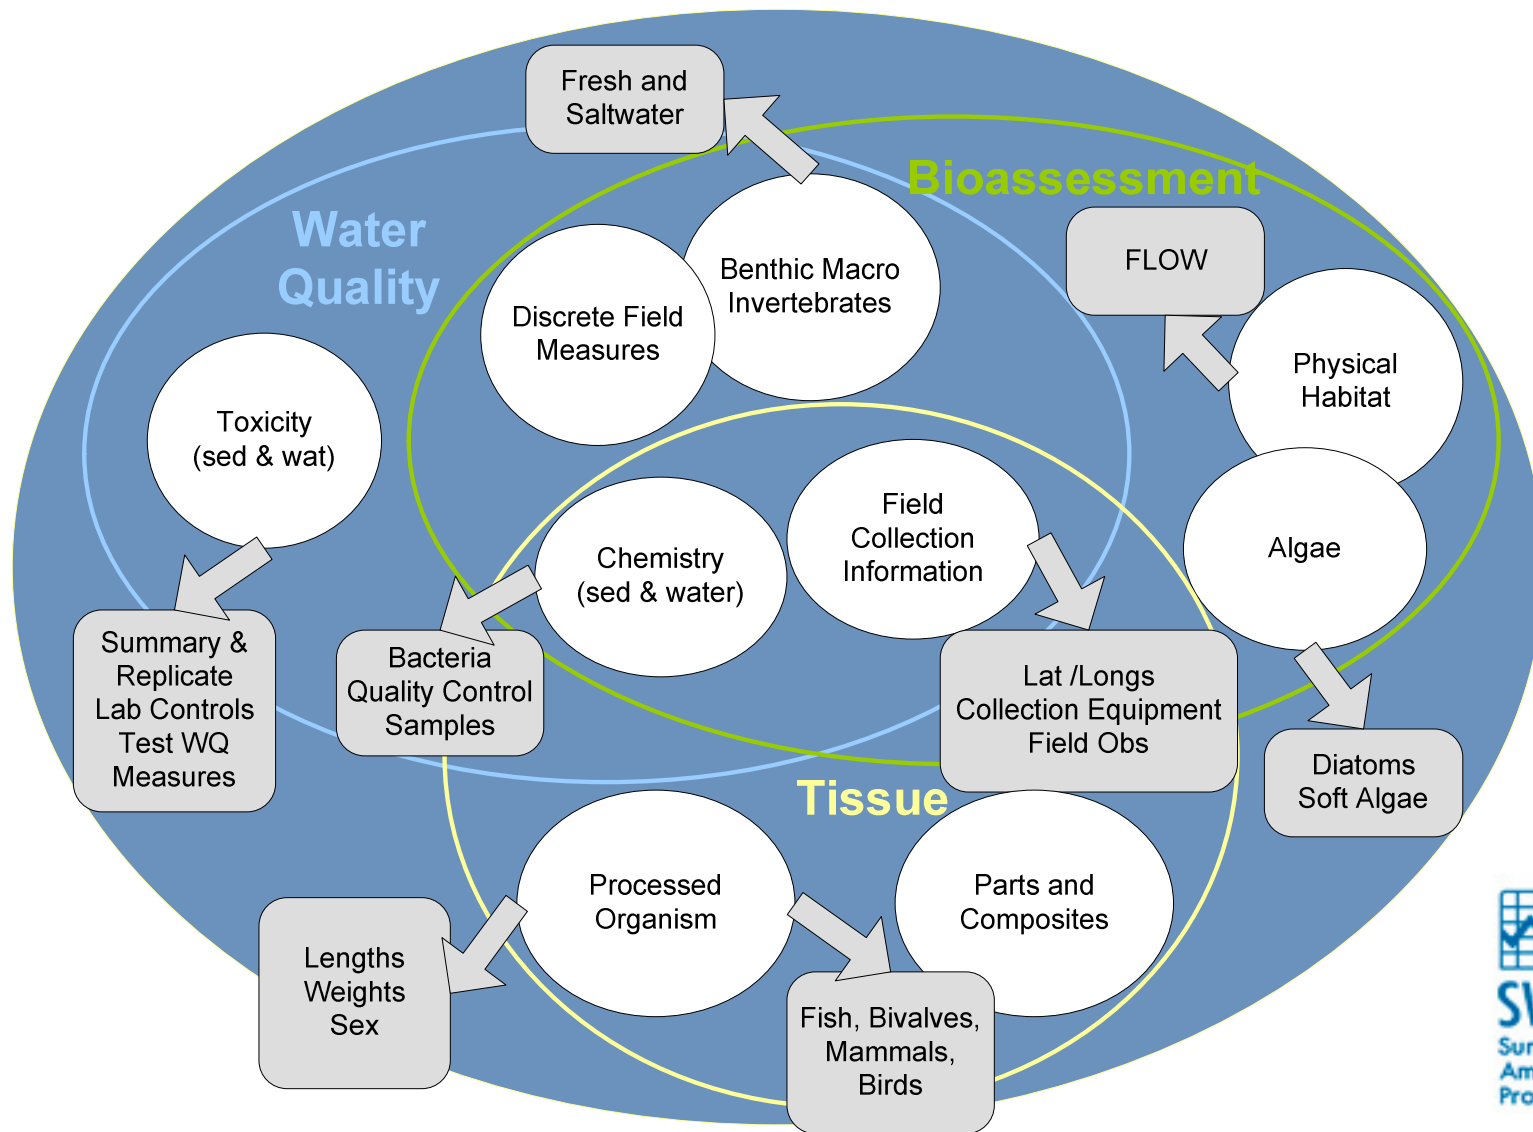 Fresh and
Saltwater
Bioassessment
Water
Quality
FLOW
Benthic Macro
Invertebrates
Discrete Field
Measures
Physical
Habitat
Toxicity
(sed & wat)
Field
Collection
Information
Algae
Chemistry
(sed & water)
Summary &
Replicate
Lab Controls
Test WQ
Measures
Bacteria
Quality Control
Samples
Lat /Longs
Collection Equipment
Field Obs
Diatoms
Soft Algae
Tissue
Processed
Organism
Parts and
Composites
Lengths
Weights
Sex
Fish, Bivalves,
Mammals,
Birds